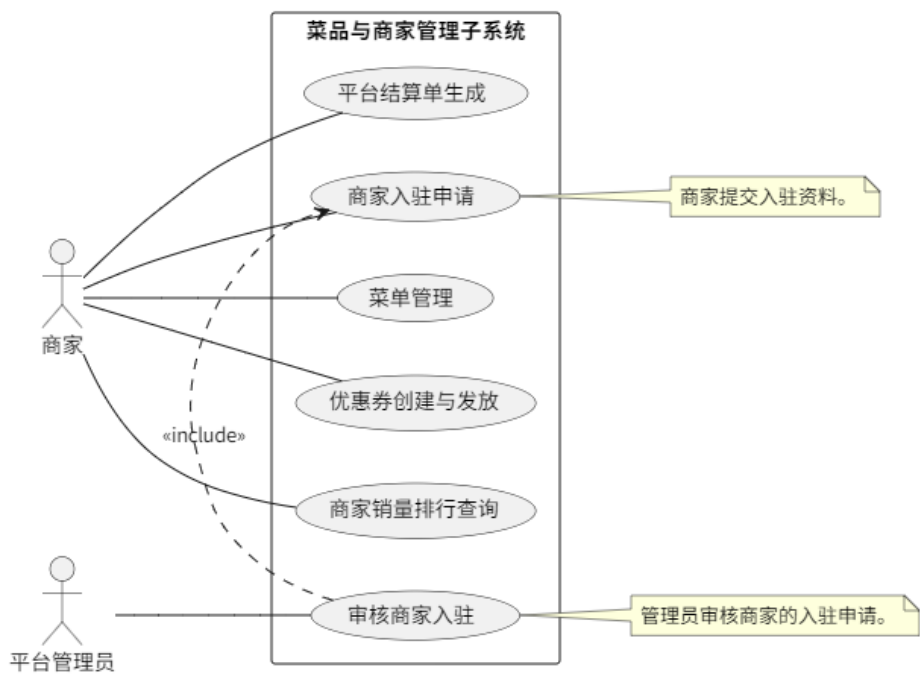 菜品与商家管理子系统
平台结算单生成
商家入驻申请
商家提交入驻资料。
菜单管理
商家
优惠券创建与发放
«include»
商家销量排行查询
审核商家入驻
管理员审核商家的入驻申请。
平台管理员